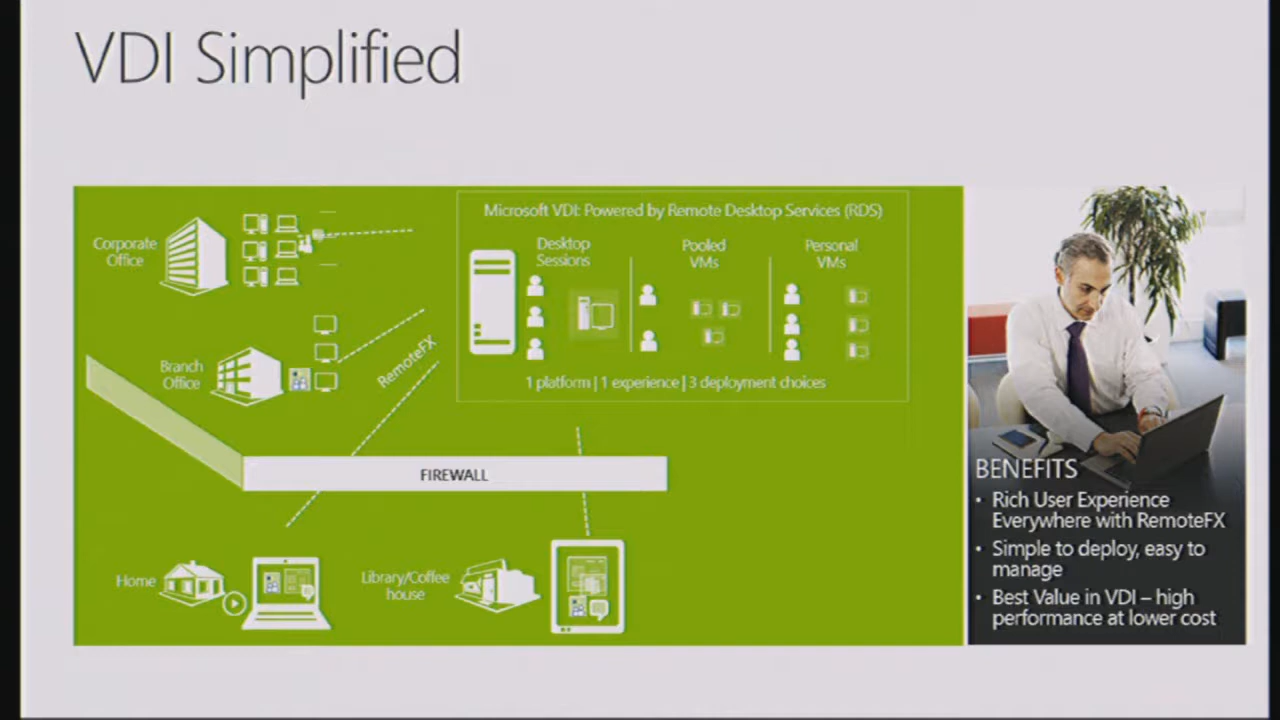 VDI Simplified
Microsoft VDI: Powered by Remote Desktop Services (RDS)
Corporate
Office
Desktop
Sessions
Pooled
VMs
Personal
VMs
Branch
Office
RemoteFX
1 platform | 1 experience | 3 deployment choices
FIREWALL
Home
Library/Coffee
house
BENEFITS
• Rich User Experience
Everywhere with RemoteFX
• Simple to deploy, easy to
manage
• Best Value in VDI – high
performance at lower cost